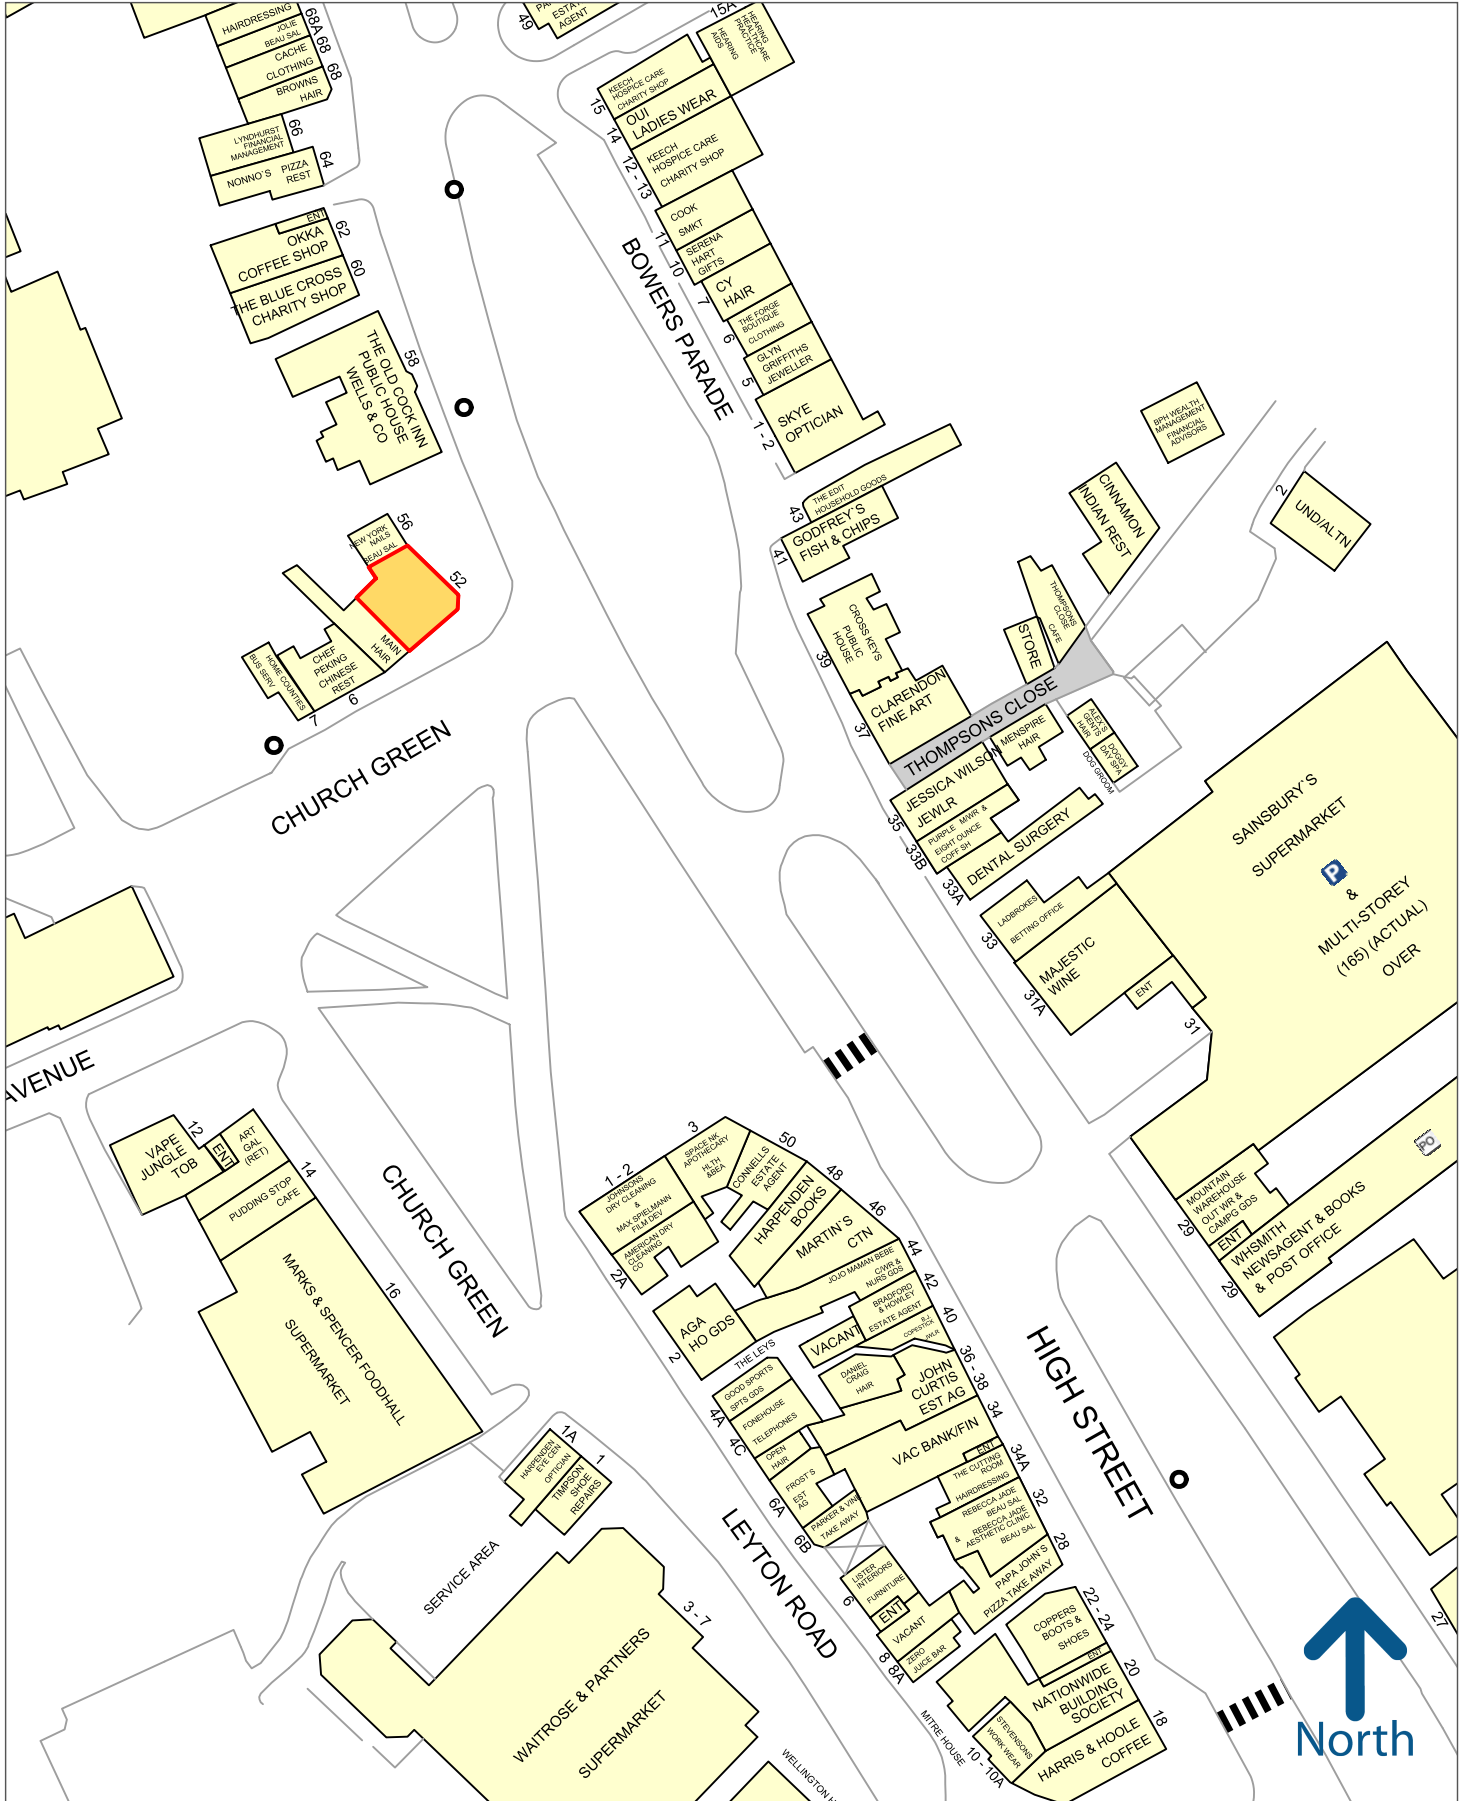 HAIRDRESSING
68A
JOLIE
BEAU SAL
68
CACHE
CLOTHING
68
BROWNS
HAIR
66
LYNDHURST
FINANCIAL
MANAGEMENT
64
NONNO`S
PIZZA
REST
ENT
62
OKKA
COFFEE SHOP
60
THE BLUE CROSS
CHARITY SHOP
58
THE OLD COCK INN
PUBLIC HOUSE
WELLS & CO
56
NEW YORK
NAILS
BEAU SAL
52
MAIN
HAIR
CHEF
PEKING
CHINESE
REST
6
HOME COUNTIES
BUS SERV
7
CHURCH GREEN
49
ESTATE
AGENT
15A
HEARING
HEALTHCARE
PRACTICE
HEARING
AIDS
15
KEECH
HOSPICE CARE
CHARITY SHOP
14
OUI
LADIES WEAR
12 - 13
KEECH
HOSPICE CARE
CHARITY SHOP
11
COOK
SMKT
10
SERENA
HART
GIFTS
7
CY
HAIR
6
THE FORGE
BOUTIQUE
CLOTHING
5
GLYN
GRIFFITHS
JEWELLER
1 - 2
SKYE
OPTICIAN
BOWERS PARADE
43
THE EDIT
HOUSEHOLD GOODS
41
GODFREY`S
FISH & CHIPS
39
CROSS KEYS
PUBLIC
HOUSE
37
CLARENDON
FINE ART
THOMPSONS CLOSE
STORE
THOMPSONS
CLOSE
CAFE
CINNAMON
INDIAN REST
BPH WEALTH
MANAGEMENT
FINANCIAL
ADVISORS
2
UND/ALTN
MENSPIRE
HAIR
ALEX'S
GENTS
HAIR
DOGGY
DAY SPA
DOG GROOM
35
JESSICA WILSON
JEWLR
33B
PURPLE MWR &
EIGHT OUNCE
COFF SH
33A
DENTAL SURGERY
33
LADBROKES
BETTING OFFICE
31A
MAJESTIC
WINE
ENT
31
SAINSBURY`S
SUPERMARKET
P
&
MULTI-STOREY
(165) (ACTUAL)
OVER
29
MOUNTAIN
WAREHOUSE
OUT WR &
CAMPG GDS
ENT
29
WHSMITH
NEWSAGENT & BOOKS
& POST OFFICE
PO
27
AVENUE
12
VAPE
JUNGLE
TOB
ENT
ART
GAL
(RET)
14
PUDDING STOP
CAFE
16
MARKS & SPENCER FOODHALL
SUPERMARKET
CHURCH GREEN
1A
HARPENDEN
EYE CEN
OPTICIAN
1
TIMPSON
SHOE
REPAIRS
SERVICE AREA
3 - 7
WAITROSE & PARTNERS
SUPERMARKET
LEYTON ROAD
1 - 2
JOHNSONS
DRY CLEANING
&
MAX SPIELMANN
FILM DEV
2A
AMERICAN DRY
CLEANING
CO
3
SPACE NK
APOTHECARY
HLTH
&BEA
50
CONNELLS
ESTATE
AGENT
48
HARPENDEN
BOOKS
46
MARTIN`S
CTN
44
JOJO MAMAN BEBE
C/WR &
NURS GDS
42
BRADFORD
& HOWLEY
ESTATE AGENT
40
B.J.
COPESTICK
JWLR
VACANT
2
AGA
HO GDS
THE LEYS
4A
GOOD SPORTS
SPTS GDS
4C
FONEHOUSE
TELEPHONES
OPEN
HAIR
6A
FROST`S
EST
AG
6B
PARKER & VINE
TAKE AWAY
DANIEL
CRAIG
HAIR
36 - 38
JOHN
CURTIS
EST AG
34
VAC BANK/FIN
ENT
34A
THE CUTTING
ROOM
HAIRDRESSING
32
REBECCA JADE
BEAU SAL
&
REBECCA JADE
AESTHETIC CLINIC
BEAU SAL
28
PAPA JOHN`S
PIZZA TAKE AWAY
6
LISTER
INTERIORS
FURNITURE
ENT
8
VACANT
8A
ZERO
JUICE BAR
22 - 24
COPPERS
BOOTS &
SHOES
ENT
20
NATIONWIDE
BUILDING
SOCIETY
18
HARRIS & HOOLE
COFFEE
STEVENSONS
WORK WEAR
10 - 10A
MITRE HOUSE
HIGH STREET
North